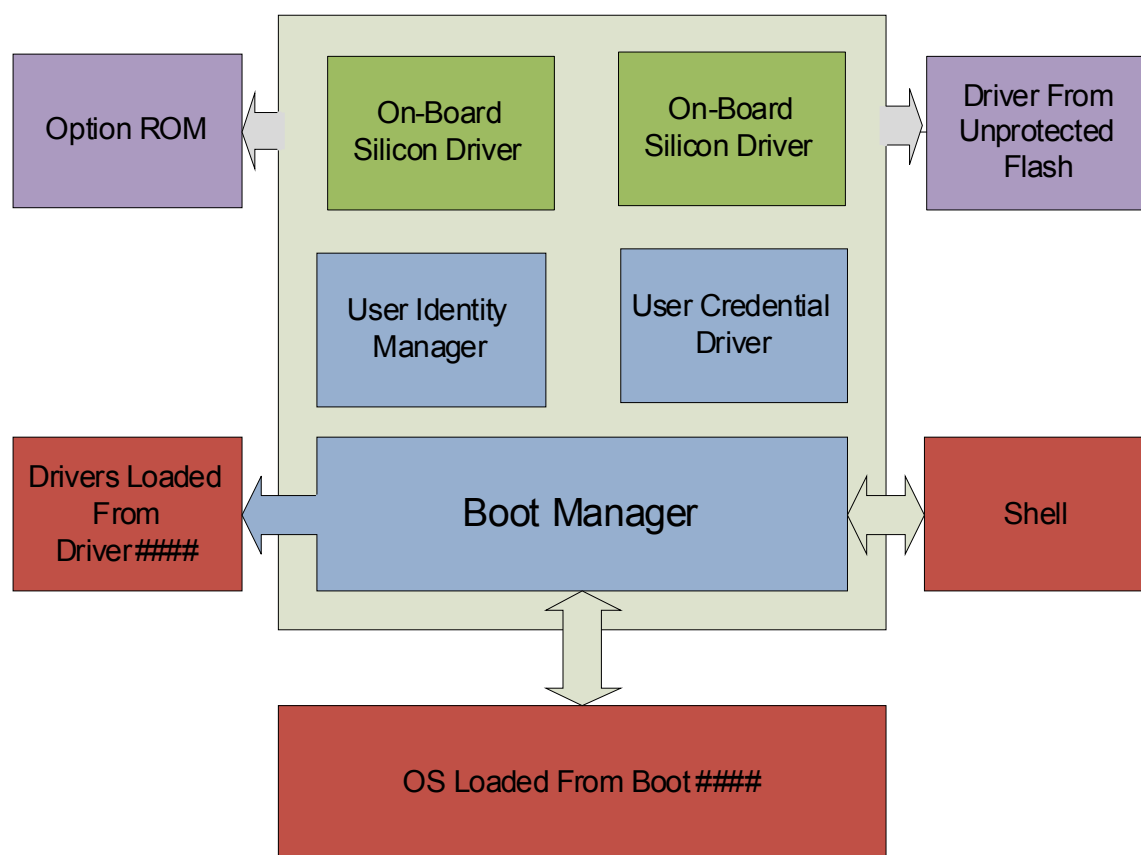 Option ROM
On-Board
Silicon Driver
On-Board
Silicon Driver
Driver From
Unprotected
Flash
User Identity
Manager
User Credential
Driver
Drivers Loaded
From
Driver####
Boot Manager
Shell
OS Loaded From Boot ####